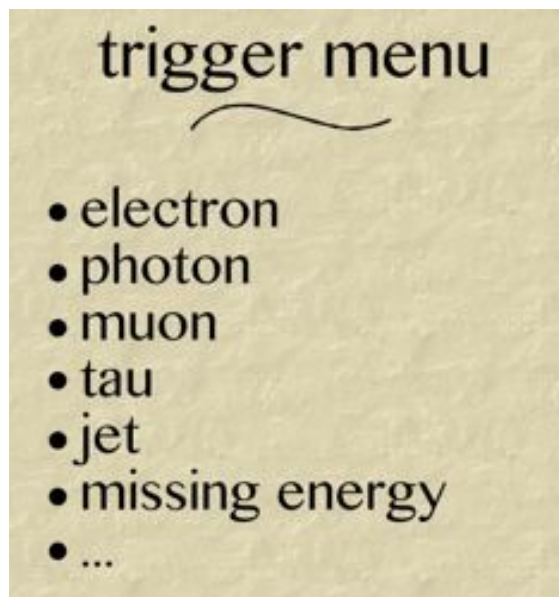 trigger menu
• electron
• photon
• muon
• tau
• jet
• missing energy
• ...